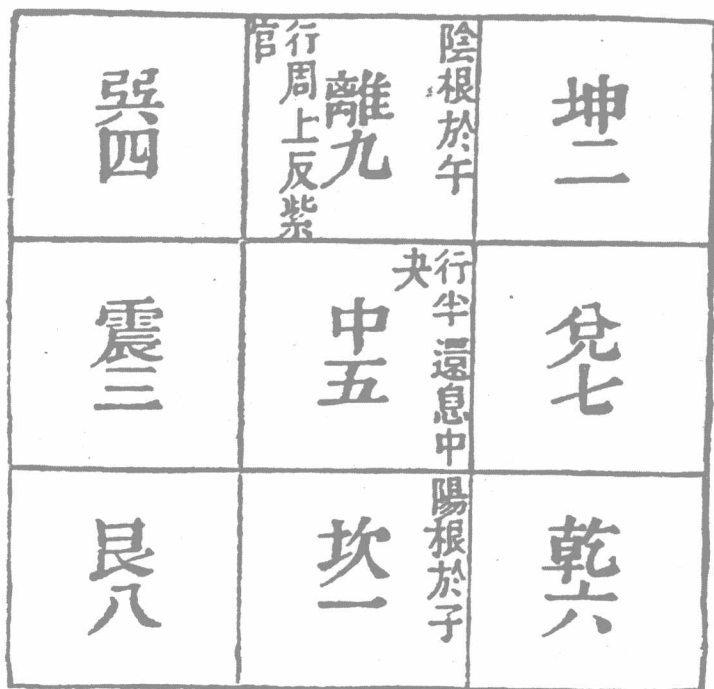 坤二
陰根於午
離九
行周上反紫
官
巽四
兌七
行半還息中
央
中五
震三
乾六
陽根於子
坎一
艮八